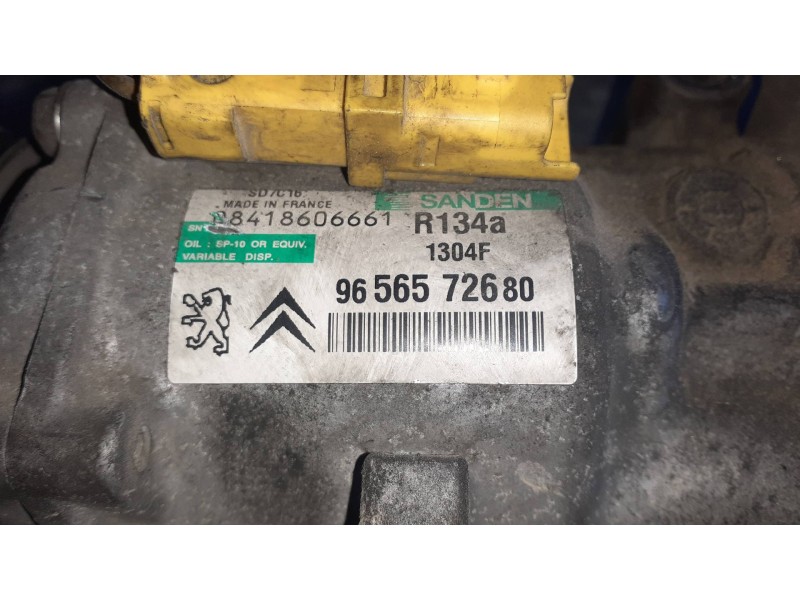 SD7C16
SANDEN
MADE IN FRANCE
SN
8418606661
R134a
OIL : SP-10 OR EQUIV.
VARIABLE DISP.
1304F
96 565 726 80